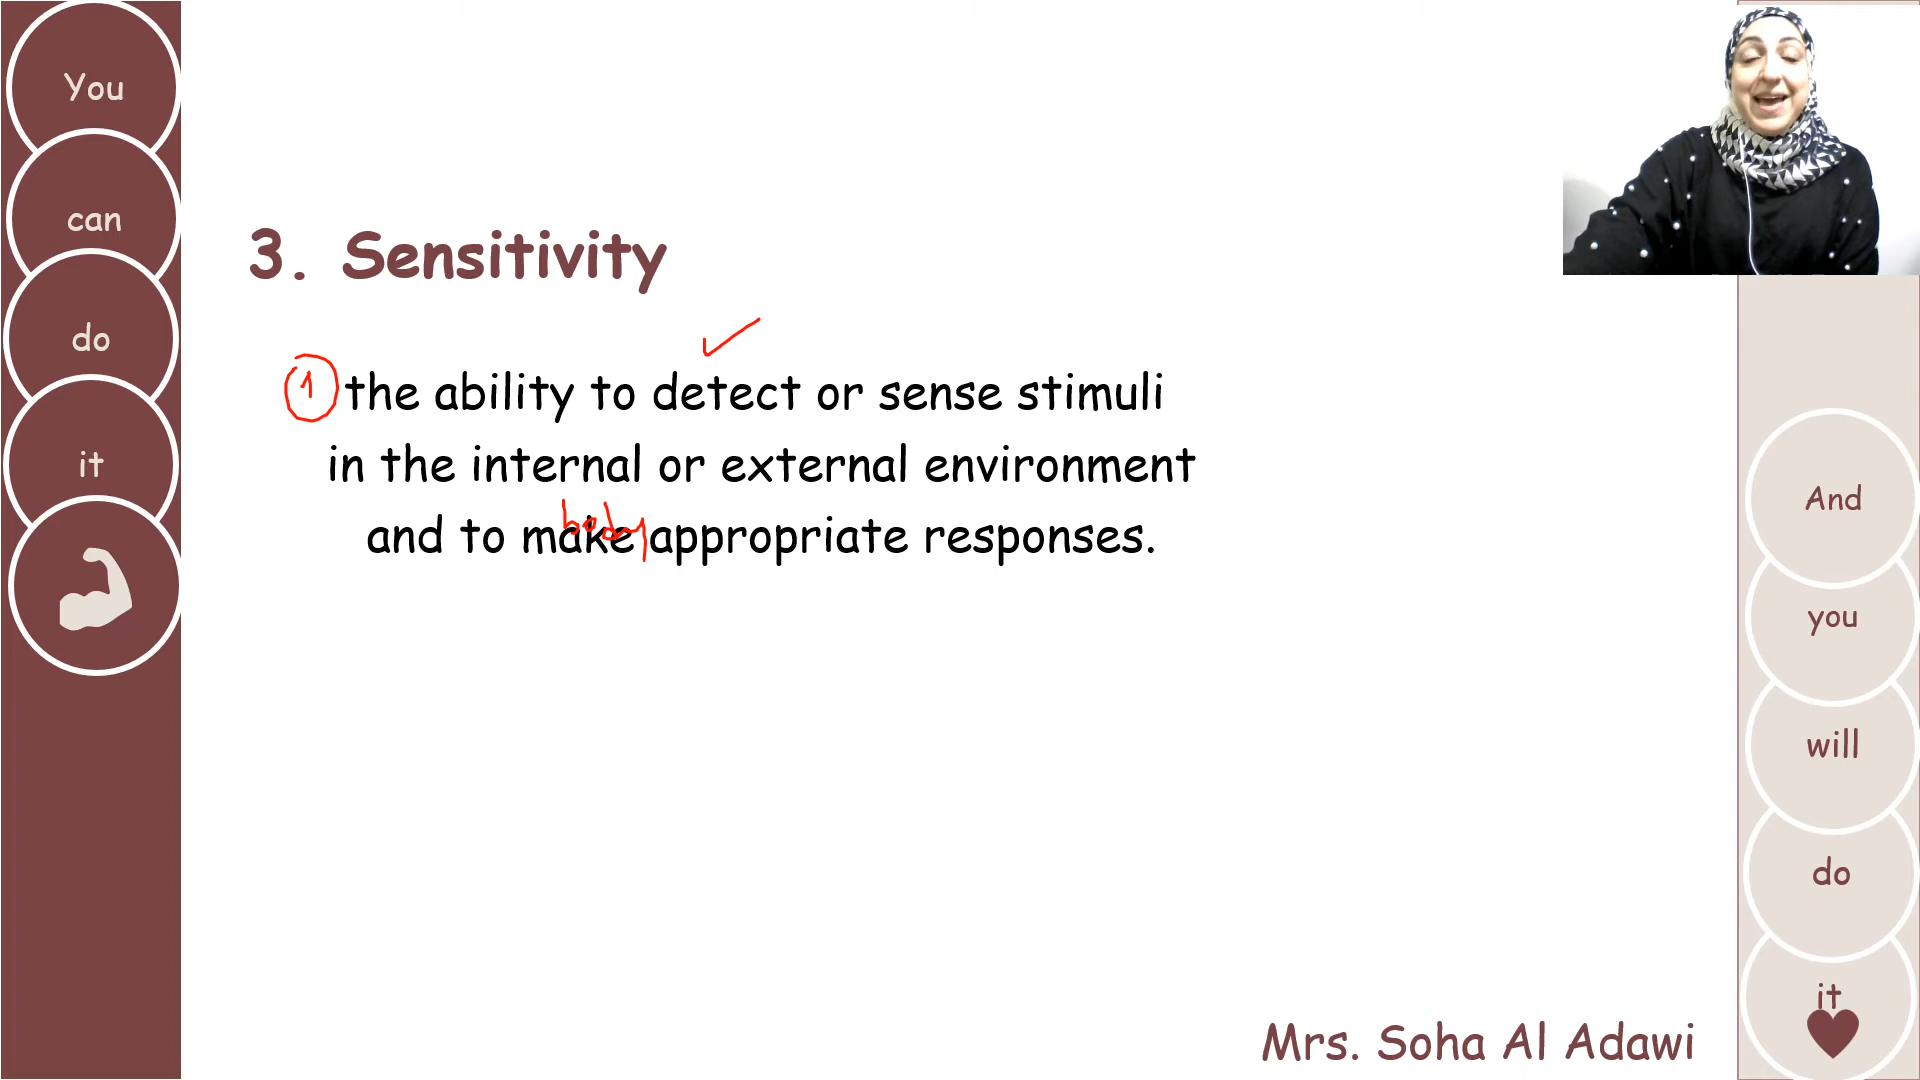 You
can
do
it
3. Sensitivity
1 the ability to detect or sense stimuli
in the internal or external environment
body
and to make appropriate responses.
And
you
will
do
it
Mrs. Soha Al Adawi